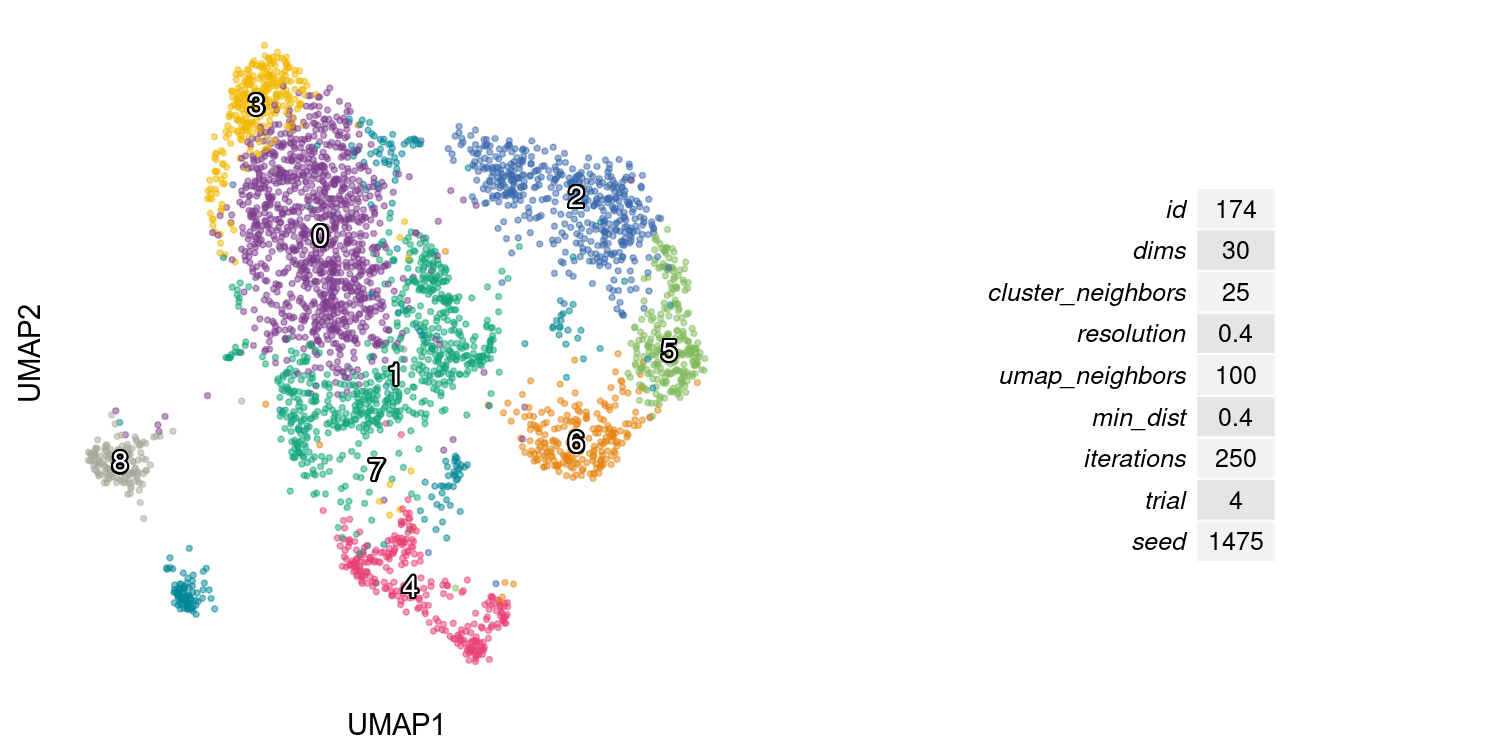 3
2
0
5
1
6
8
7
4
UMAP2
UMAP1
id 174
dims 30
cluster_neighbors 25
resolution 0.4
umap_neighbors 100
min_dist 0.4
iterations 250
trial 4
seed 1475